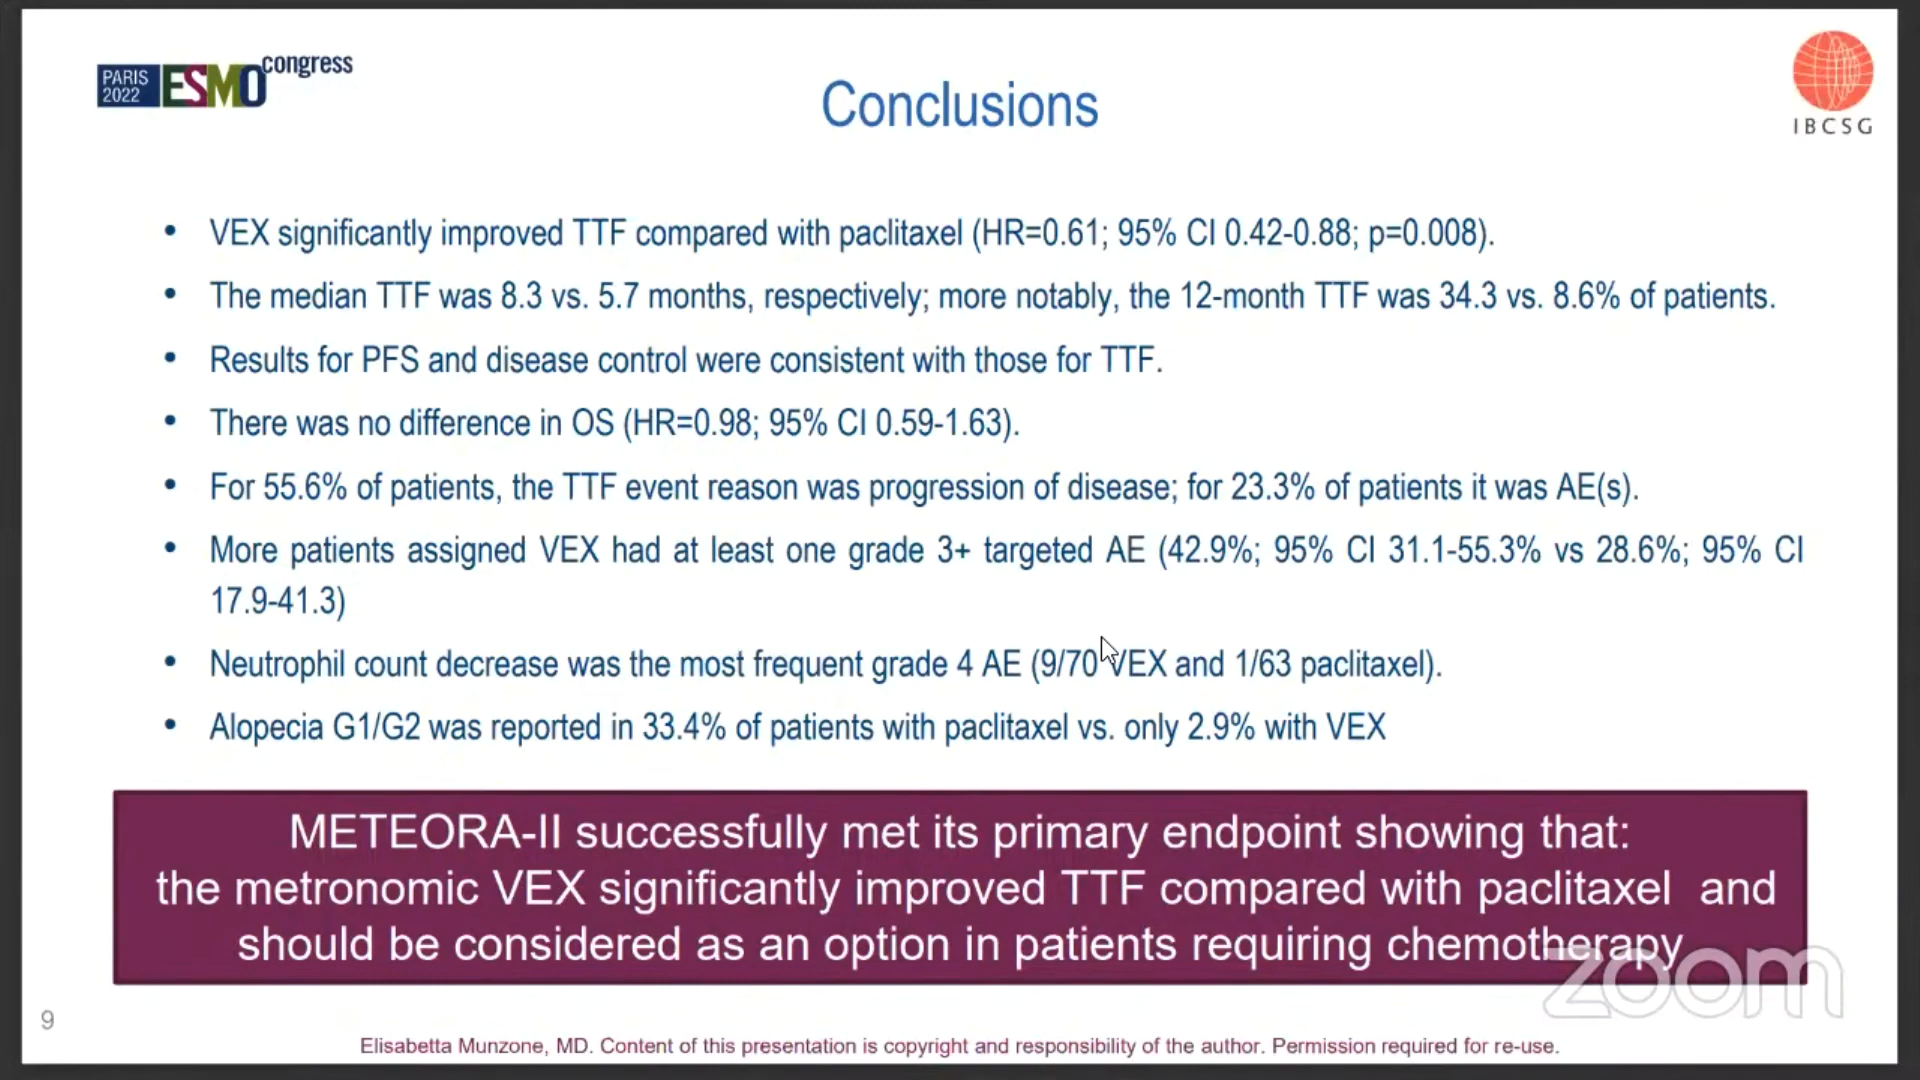 PARIS
2022
ESMO
congress
Conclusions
IBCSG
• VEX significantly improved TTF compared with paclitaxel (HR=0.61; 95% CI 0.42-0.88; p=0.008).
• The median TTF was 8.3 vs. 5.7 months, respectively; more notably, the 12-month TTF was 34.3 vs. 8.6% of patients.
• Results for PFS and disease control were consistent with those for TTF.
• There was no difference in OS (HR=0.98; 95% CI 0.59-1.63).
• For 55.6% of patients, the TTF event reason was progression of disease; for 23.3% of patients it was AE(s).
• More patients assigned VEX had at least one grade 3+ targeted AE (42.9%; 95% CI 31.1-55.3% vs 28.6%; 95% CI
17.9-41.3)
• Neutrophil count decrease was the most frequent grade 4 AE (9/70 VEX and 1/63 paclitaxel).
• Alopecia G1/G2 was reported in 33.4% of patients with paclitaxel vs. only 2.9% with VEX
METEORA-II successfully met its primary endpoint showing that:
the metronomic VEX significantly improved TTF compared with paclitaxel and
should be considered as an option in patients requiring chemotherapy
zoom
9
Elisabetta Munzone, MD. Content of this presentation is copyright and responsibility of the author. Permission required for re-use.